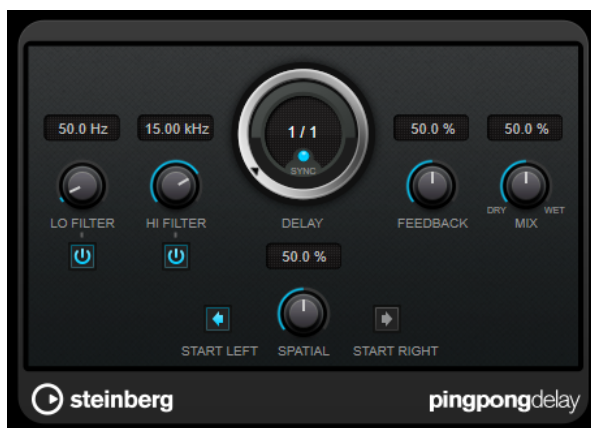 50.0 Hz
15.00 kHz
1 / 1
SYNC
50.0 %
50.0 %
LO FILTER
HI FILTER
DELAY
FEEDBACK
DRY
WET
MIX
50.0 %
START LEFT
SPATIAL
START RIGHT
steinberg
pingpongdelay